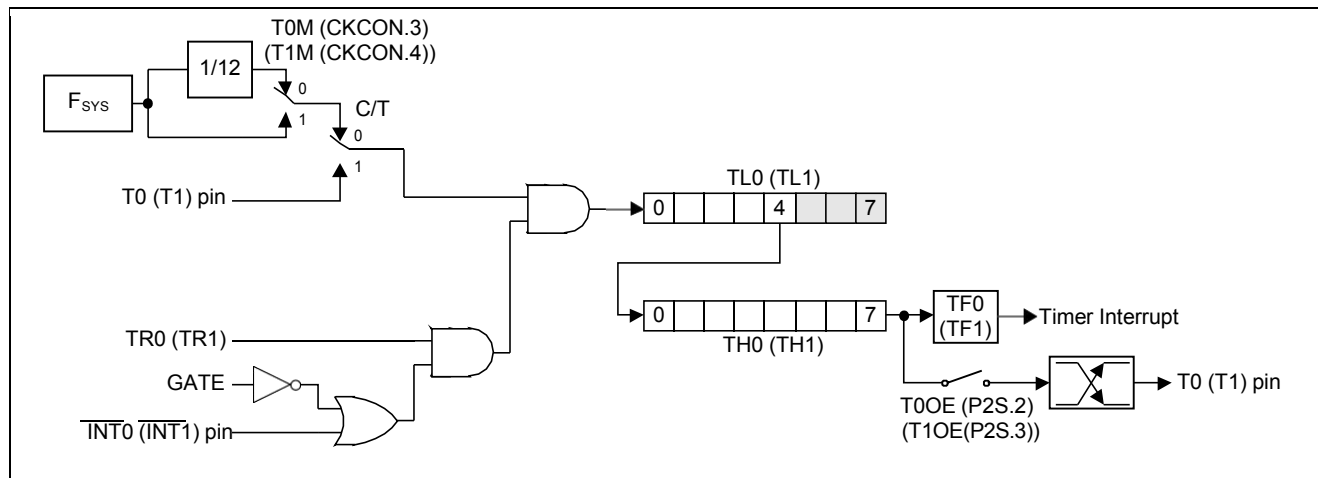 T0M (CKCON.3)
(T1M (CKCON.4))
1/12
FSYS
0
C/T
1
0
1
T0 (T1) pin
TL0 (TL1)
0 4 7
0 7
TH0 (TH1)
TF0
(TF1)
Timer Interrupt
TR0 (TR1)
GATE
INT0 (INT1) pin
T0 (T1) pin
T0OE (P2S.2)
(T1OE(P2S.3))